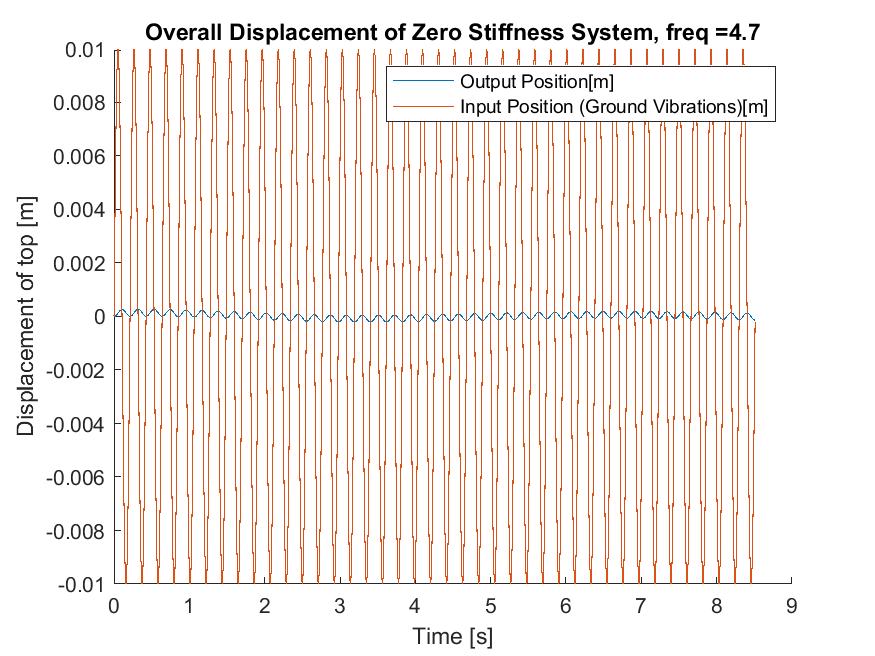 Overall Displacement of Zero Stiffness System, freq =4.7
0.01
0.008
0.006
0.004
0.002
0
-0.002
-0.004
-0.006
-0.008
-0.01
Displacement of top [m]
Output Position[m]
Input Position (Ground Vibrations)[m]
0 1 2 3 4 5 6 7 8 9
Time [s]